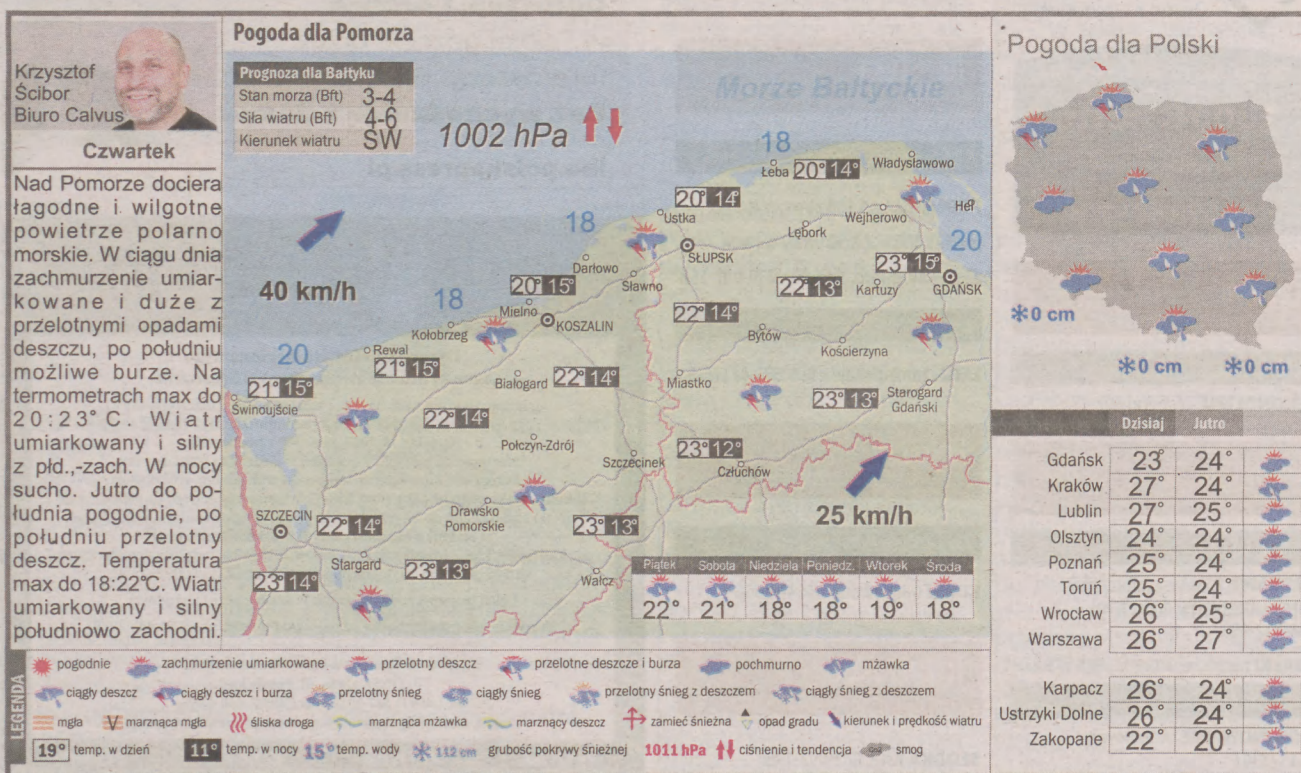 Krzysztof
Ścibor
Biuro Calvus
Czwartek
Nad Pomorze dociera
łagodne i wilgotne
powietrze polarno
morskie. W ciągu dnia
zachmurzenie umiar-
kowane i duże z
przelotnymi opadami
deszczu, po południu
możliwe burze. Na
termometrach max do
20:23°C. Wiatr
umiarkowany i silny
z płd.,-zach. W nocy
sucho. Jutro do po-
łudnia pogodnie, po
południu przelotny
deszcz. Temperatura
max do 18:22°C. Wiatr
umiarkowany i silny
południowo zachodni.
Pogoda dla Pomorza
Prognoza dla Bałtyku
Stan morza (Bft) 3-4
Siła wiatru (Bft) 4-6
Kierunek wiatru SW
1002 hPa
Morze Bałtyckie
18
Łeba 20° 14°
Władysławowo
Hel
20° 14°
Ustka
Wejherowo
Lębork
20
18
SŁUPSK
23° 15°
GDAŃSK
Darłowo
Sławno
22° 13°
Kartuzy
40 km/h
20° 15°
Mielno
18
KOSZALIN
22° 14°
Kołobrzeg
Bytów
Kościerzyna
Rewal
20
21° 15°
21° 15°
Świnoujście
Białogard
22° 14°
Miastko
23° 13°
Starogard
Gdański
22° 14°
Połczyn-Zdrój
Szczecinek
23° 12°
Człuchów
Drawsko
Pomorskie
SZCZECIN
22° 14°
23° 13°
25 km/h
Stargard
23° 13°
23° 14°
Wałcz
Piątek Sobota Niedziela Poniedz. Wtorek Środa
22° 21° 18° 18° 19° 18°
Pogoda dla Polski
0 cm
0 cm 0 cm
Dzisiaj Jutro
Gdańsk 23° 24°
Kraków 27° 24°
Lublin 27° 25°
Olsztyn 24° 24°
Poznań 25° 24°
Toruń 25° 24°
Wrocław 26° 25°
Warszawa 26° 27°
Karpacz 26° 24°
Ustrzyki Dolne 26° 24°
Zakopane 22° 20°
LEGENDA
pogodnie zachmurzenie umiarkowane przelotny deszcz przelotne deszcze i burza pochmurno mżawka
ciągły deszcz ciągły deszcz i burza przelotny śnieg ciągły śnieg przelotny śnieg z deszczem ciągły śnieg z deszczem
mgła marznąca mgła śliska droga marznąca mżawka marznący deszcz zamieć śnieżna opad gradu kierunek i prędkość wiatru
19° temp. w dzień 11° temp. w nocy 15° temp. wody 112 cm grubość pokrywy śnieżnej 1011 hPa ciśnienie i tendencja smog